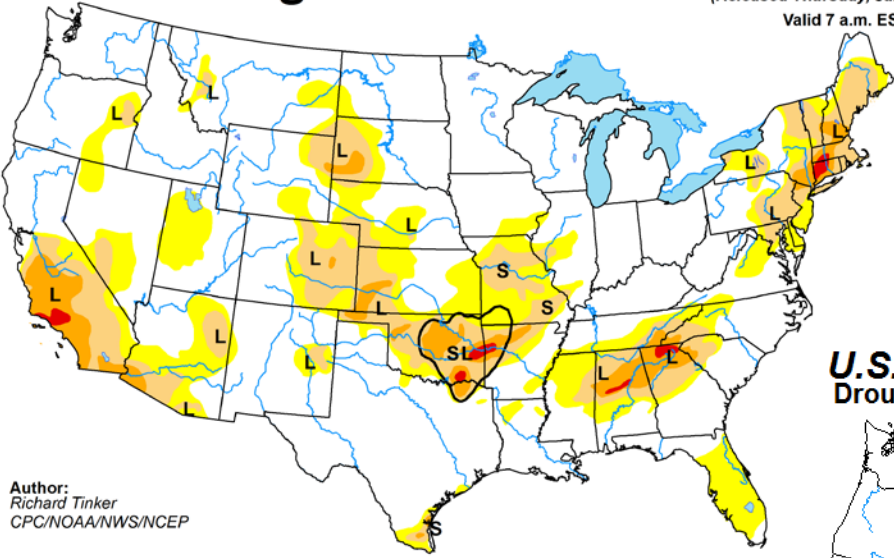 Valid 7 a.m. ES
L
L
L
L
L
L
L
S
L
L
S
L
L
SL
L
L
L
L
S
U.S.
Drou
Author:
Richard Tinker
CPC/NOAA/NWS/NCEP